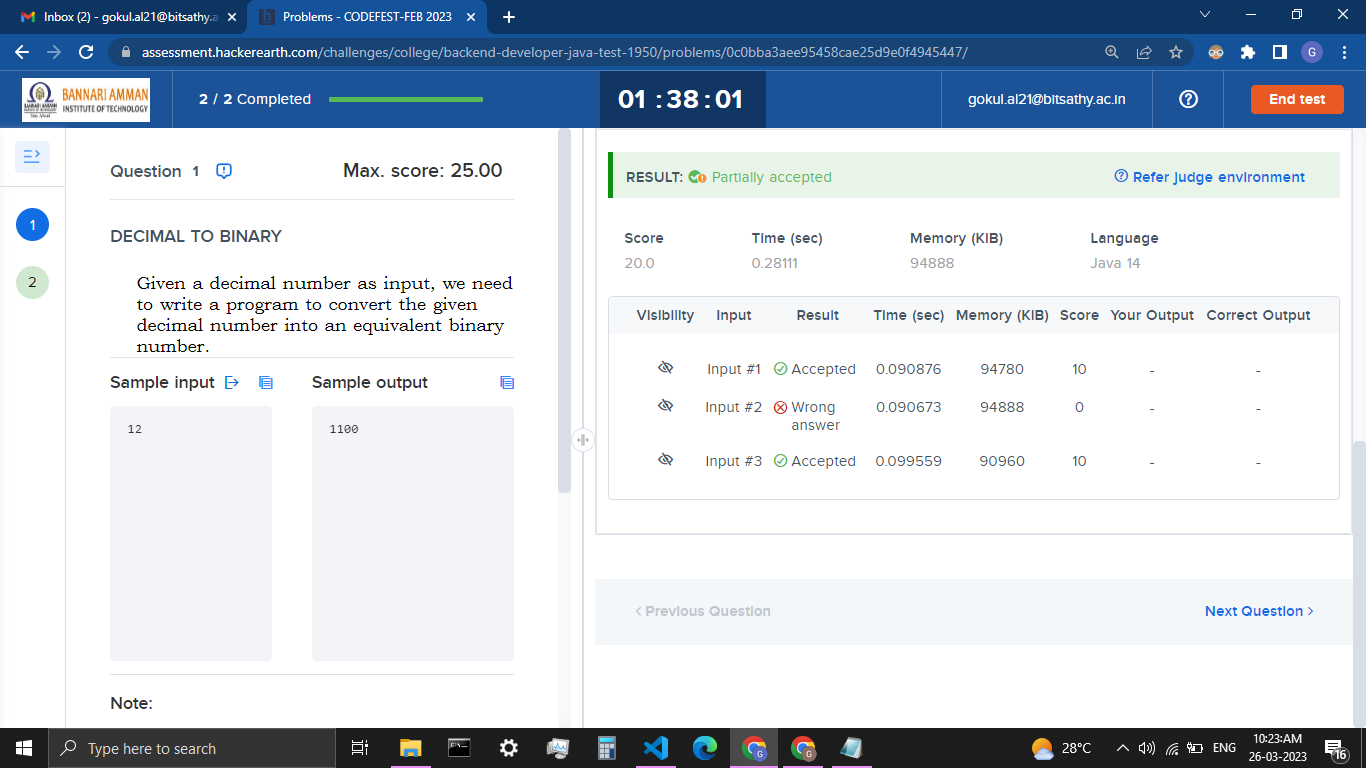 Inbox (2) - gokul.al21@bitsathy.a
Problems - CODEFEST-FEB 2023
assessment.hackerearth.com/challenges/college/backend-developer-java-test-1950/problems/0c0bba3aee95458cae25d9e0f4945447/
G
BANNARI AMMAN
INSTITUTE OF TECHNOLOGY
Stay Ahead
2 / 2 Completed
01 : 38 : 01
gokul.al21@bitsathy.ac.in
End test
Question 1
Max. score: 25.00
1
2
DECIMAL TO BINARY
Given a decimal number as input, we need
to write a program to convert the given
decimal number into an equivalent binary
number.
Sample input
Sample output
12
1100
Note:
RESULT: Partially accepted
Refer judge environment
Score Time (sec) Memory (KiB) Language
20.0 0.28111 94888 Java 14
Visibility Input Result Time (sec) Memory (KiB) Score Your Output Correct Output
Input #1 Accepted 0.090876 94780 10 - -
Input #2 Wrong answer 0.090673 94888 0 - -
Input #3 Accepted 0.099559 90960 10 - -
< Previous Question
Next Question >
Type here to search
G
G
28°C
ENG
10:23 AM
26-03-2023
16